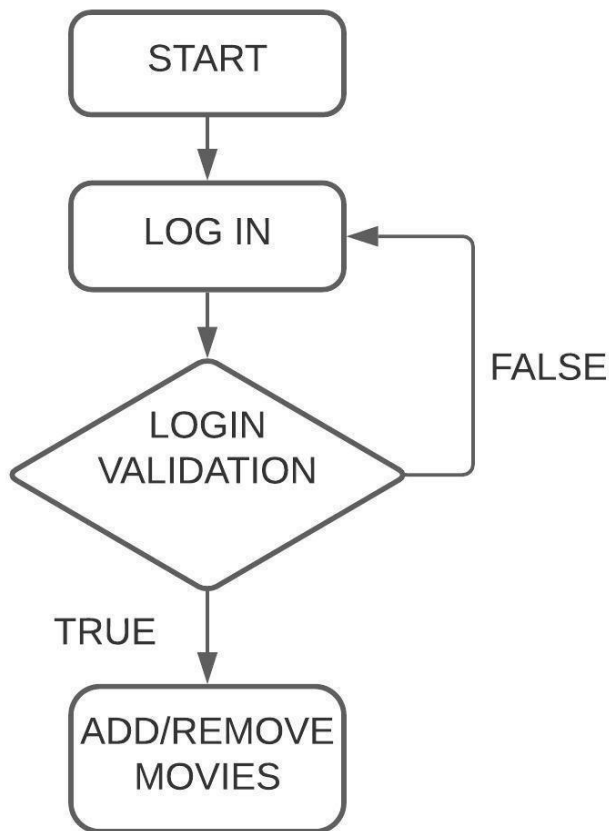 START
LOG IN
FALSE
LOGIN
VALIDATION
TRUE
ADD/REMOVE
MOVIES